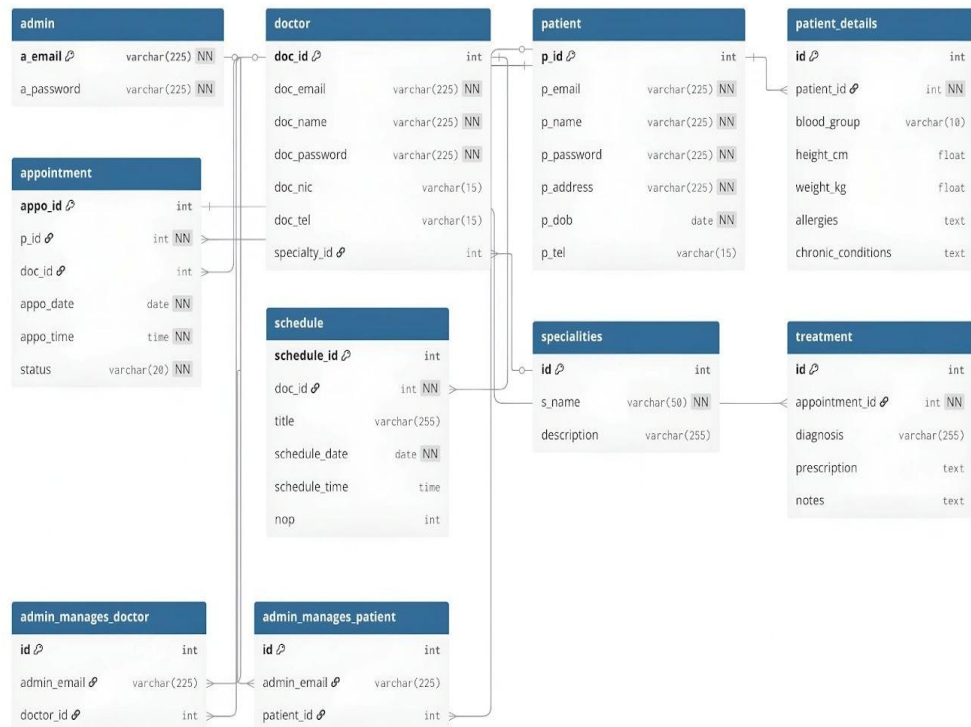 admin
a_email varchar(225) NN
a_password varchar(225) NN
doctor
doc_id int
doc_email varchar(225) NN
doc_name varchar(225) NN
doc_password varchar(225) NN
doc_nic varchar(15)
doc_tel varchar(15)
specialty_id int
patient
p_id int
p_email varchar(225) NN
p_name varchar(225) NN
p_password varchar(225) NN
p_address varchar(225) NN
p_dob date NN
p_tel varchar(15)
patient_details
id int
patient_id int NN
blood_group varchar(10)
height_cm float
weight_kg float
allergies text
chronic_conditions text
appointment
appo_id int
p_id int NN
doc_id int
appo_date date NN
appo_time time NN
status varchar(20) NN
schedule
schedule_id int
doc_id int NN
title varchar(255)
schedule_date date NN
schedule_time time
nop int
specialities
id int
s_name varchar(50) NN
description varchar(255)
treatment
id int
appointment_id int NN
diagnosis varchar(255)
prescription text
notes text
admin_manages_doctor
id int
admin_email varchar(225)
doctor_id int
admin_manages_patient
id int
admin_email varchar(225)
patient_id int